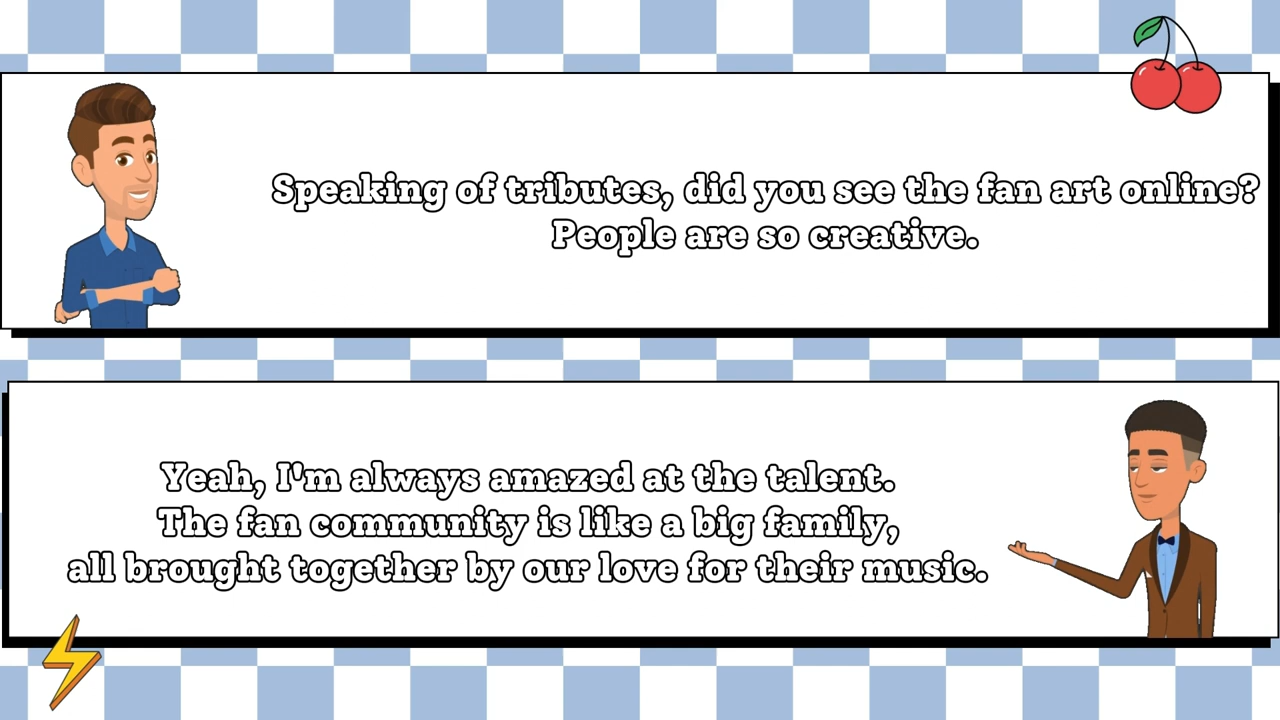 Speaking of tributes, did you see the fan art online?
People are so creative.
Yeah, I'm always amazed at the talent.
The fan community is like a big family,
all brought together by our love for their music.